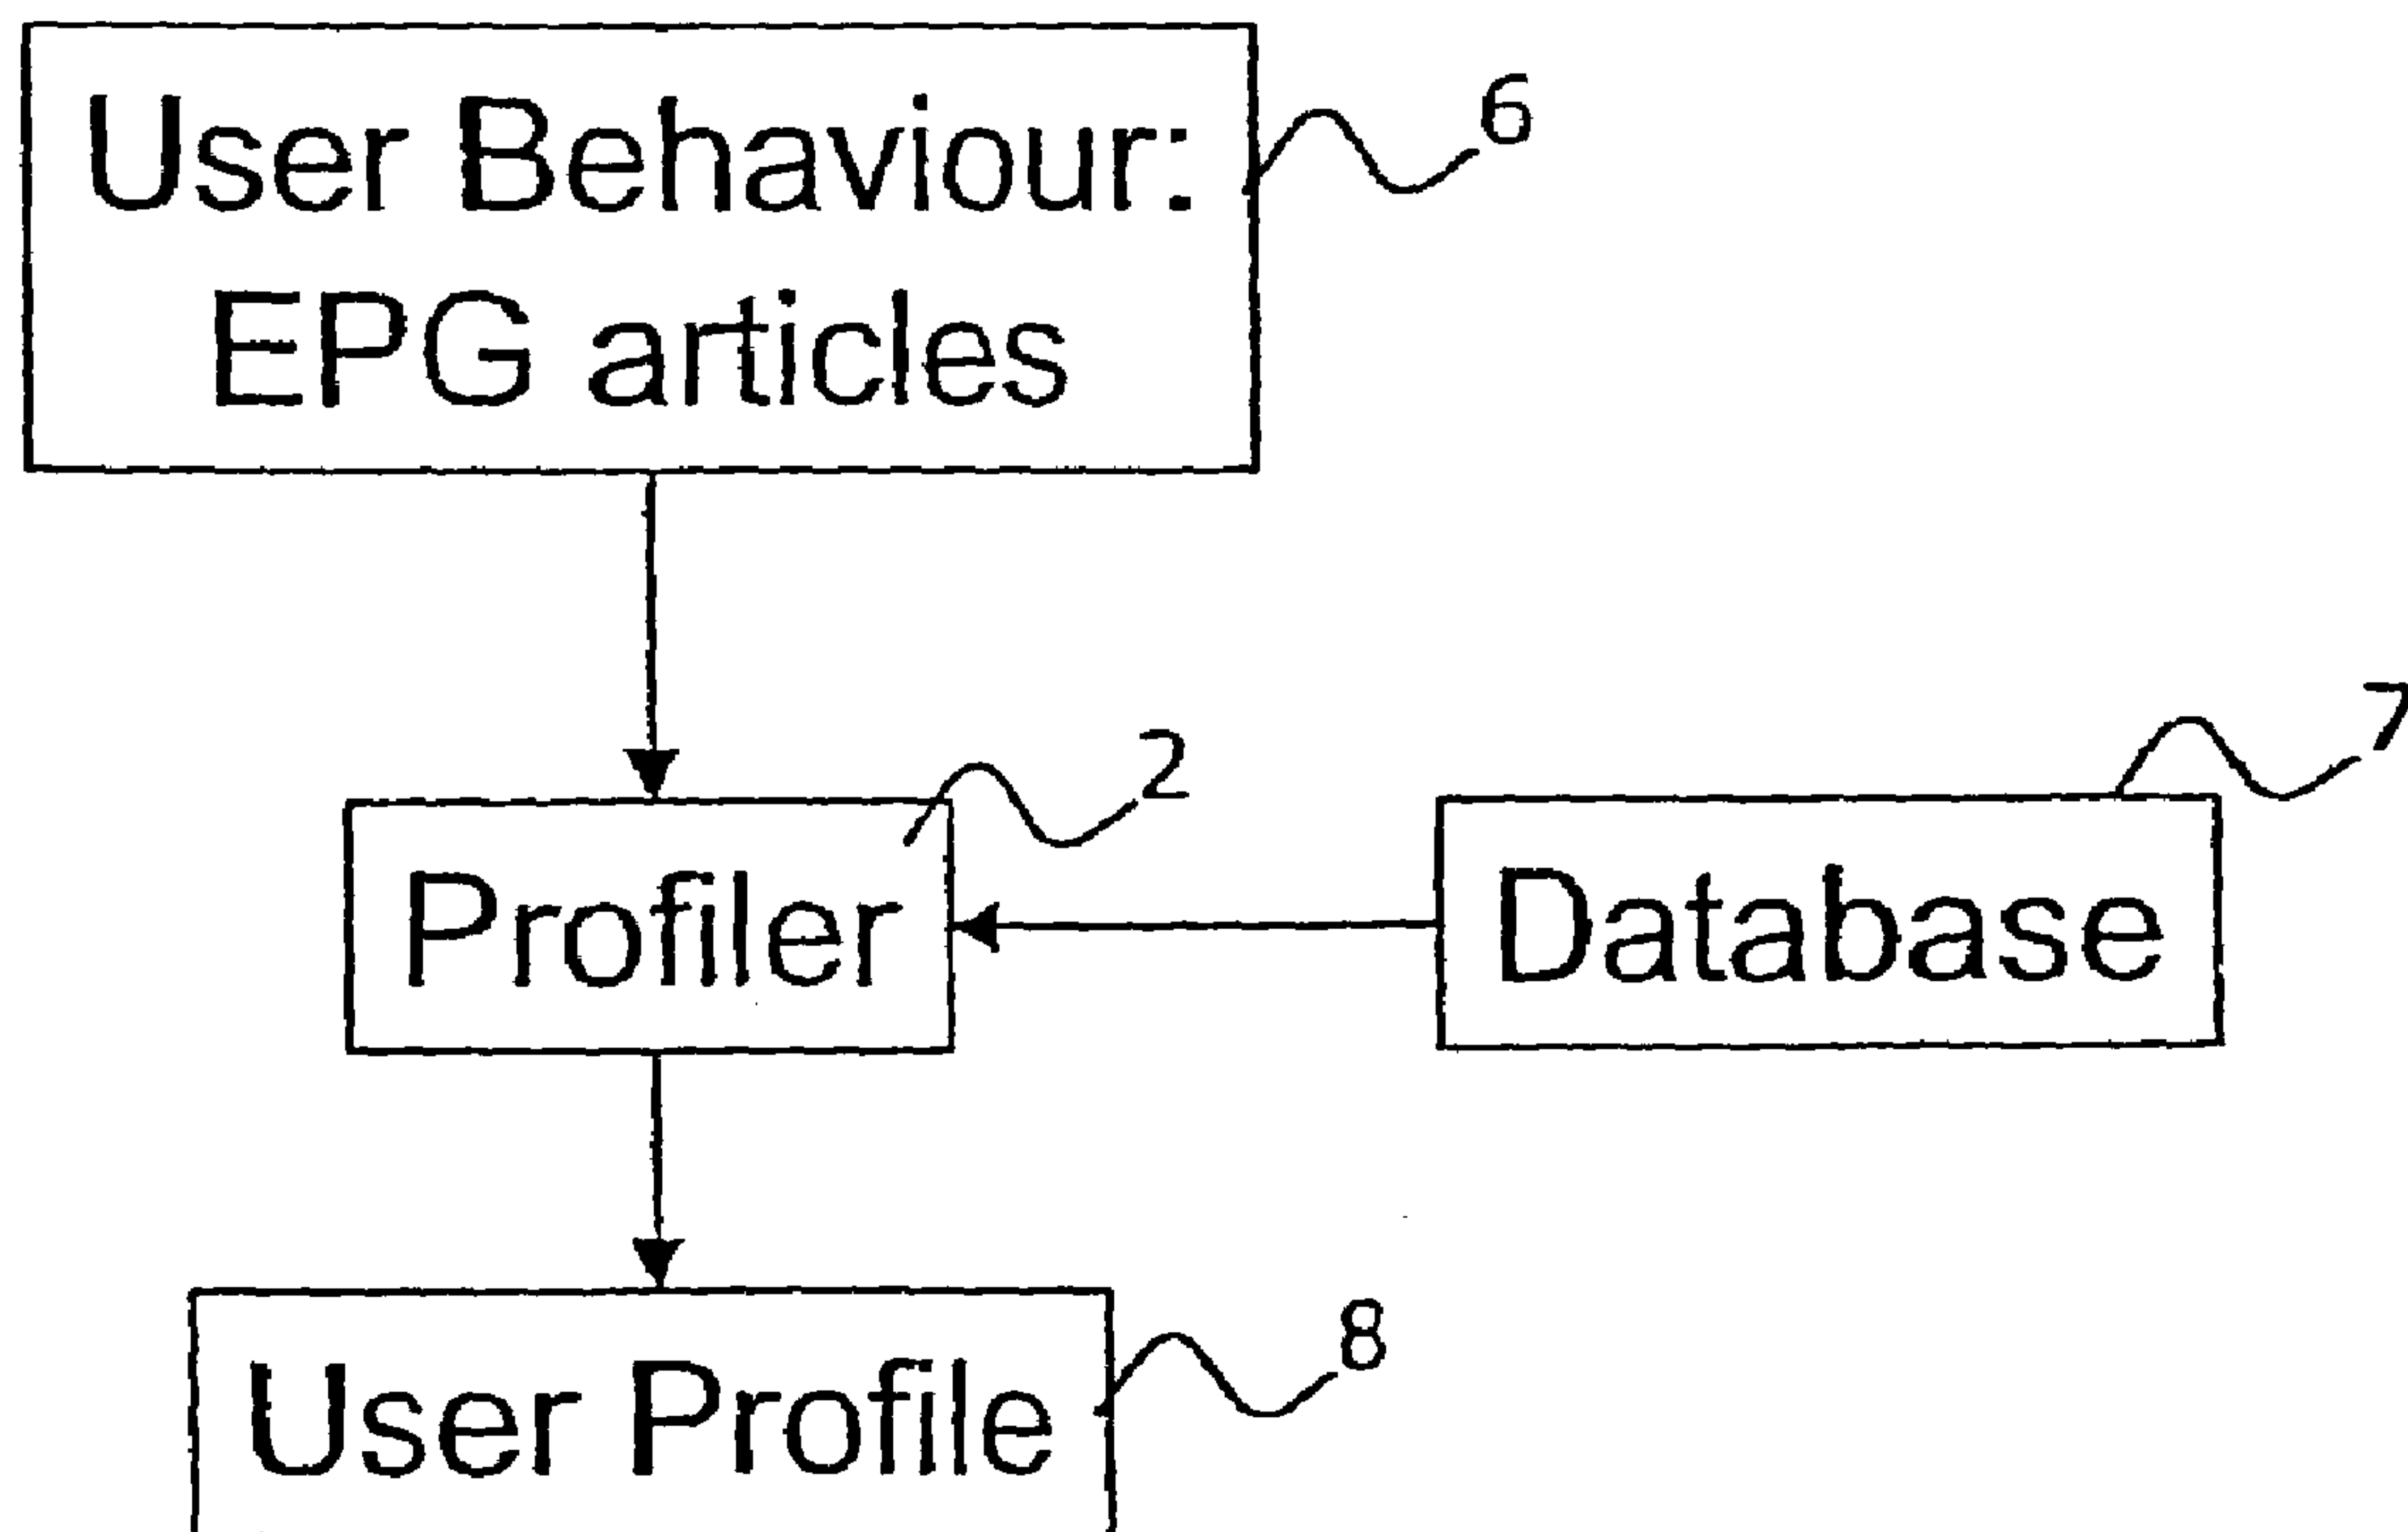 User Behaviour:
EPG articles
6
2
7
Profiler
Database
8
User Profile